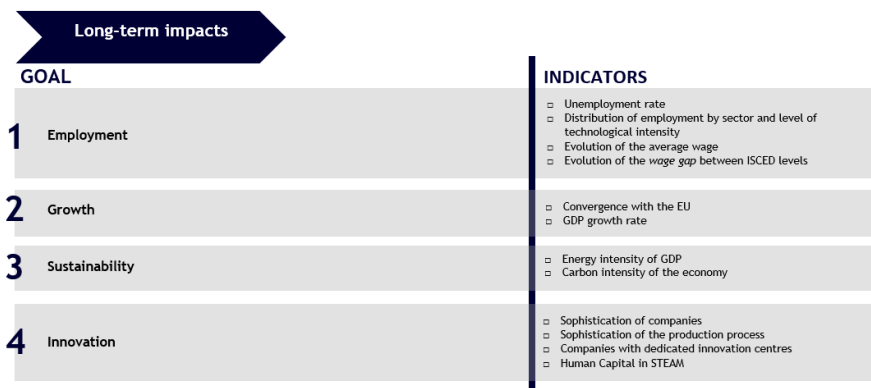 Long-term impacts
GOAL
INDICATORS
1
Employment
□ Unemployment rate
□ Distribution of employment by sector and level of
technological intensity
□ Evolution of the average wage
□ Evolution of the wage gap between ISCED levels
2
Growth
□ Convergence with the EU
□ GDP growth rate
3
Sustainability
□ Energy intensity of GDP
□ Carbon intensity of the economy
4
Innovation
□ Sophistication of companies
□ Sophistication of the production process
□ Companies with dedicated innovation centres
□ Human Capital in STEAM